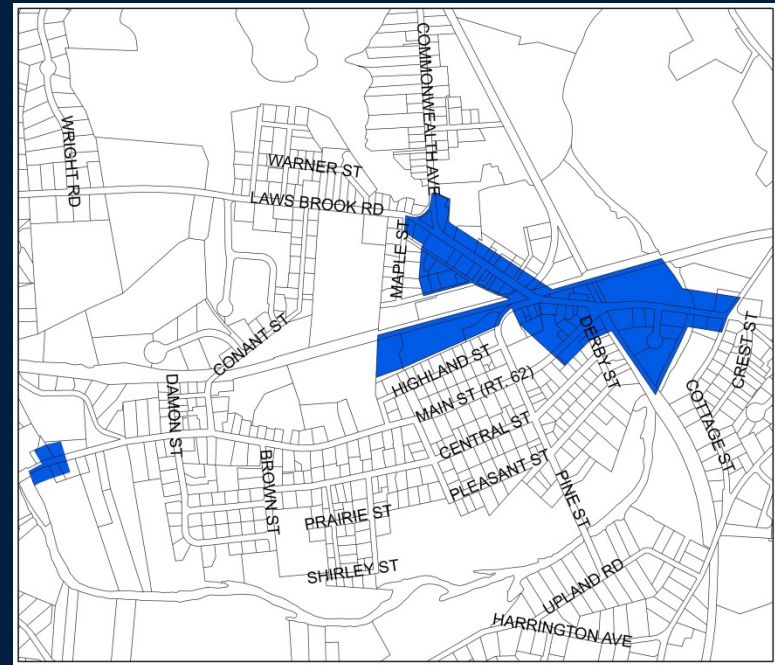 COMMONWEALTH AVE
WRIGHT RD
WARNER ST
LAWS BROOK RD
MAPLE ST
CONANT ST
DERBY ST
CREST ST
HIGHLAND ST
MAIN ST (RT. 62)
DAMON ST
COTTAGE ST
CENTRAL ST
BROWN ST
PLEASANT ST
PINE ST
PRAIRIE ST
SHIRLEY ST
UPLAND RD
HARRINGTON AVE